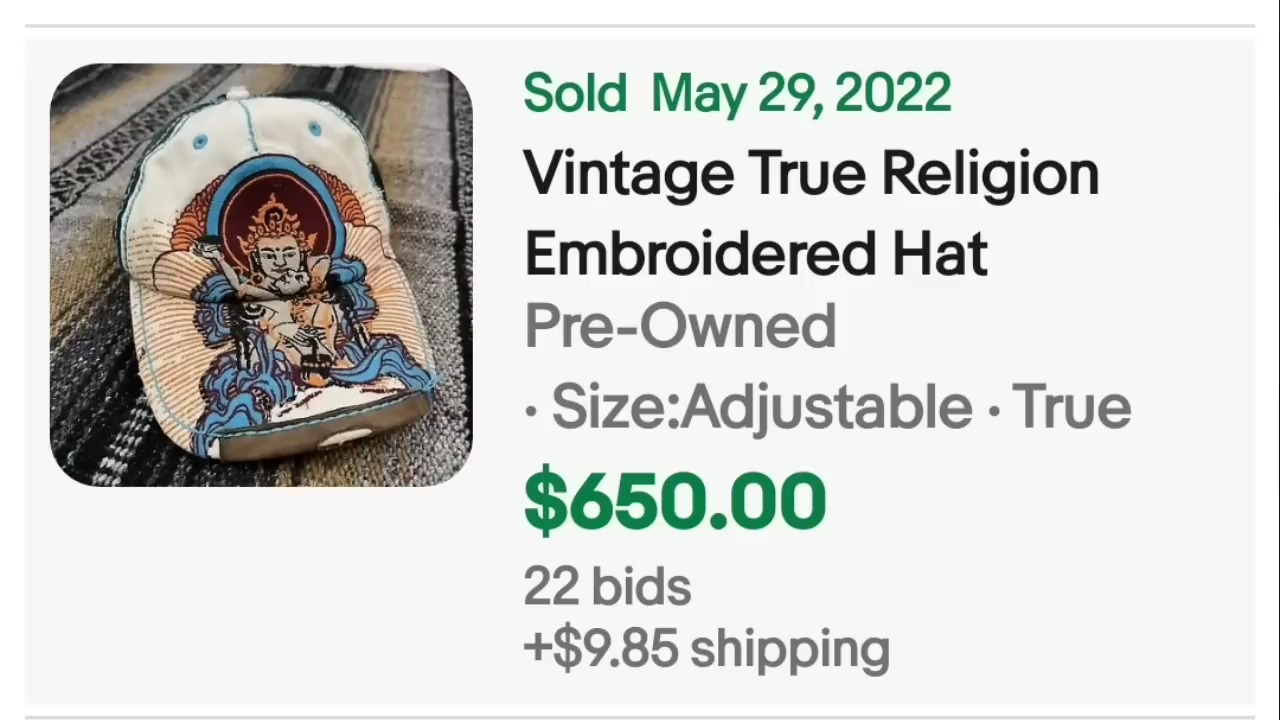 Sold May 29, 2022
Vintage True Religion
Embroidered Hat
Pre-Owned
· Size:Adjustable · True
$650.00
22 bids
+$9.85 shipping